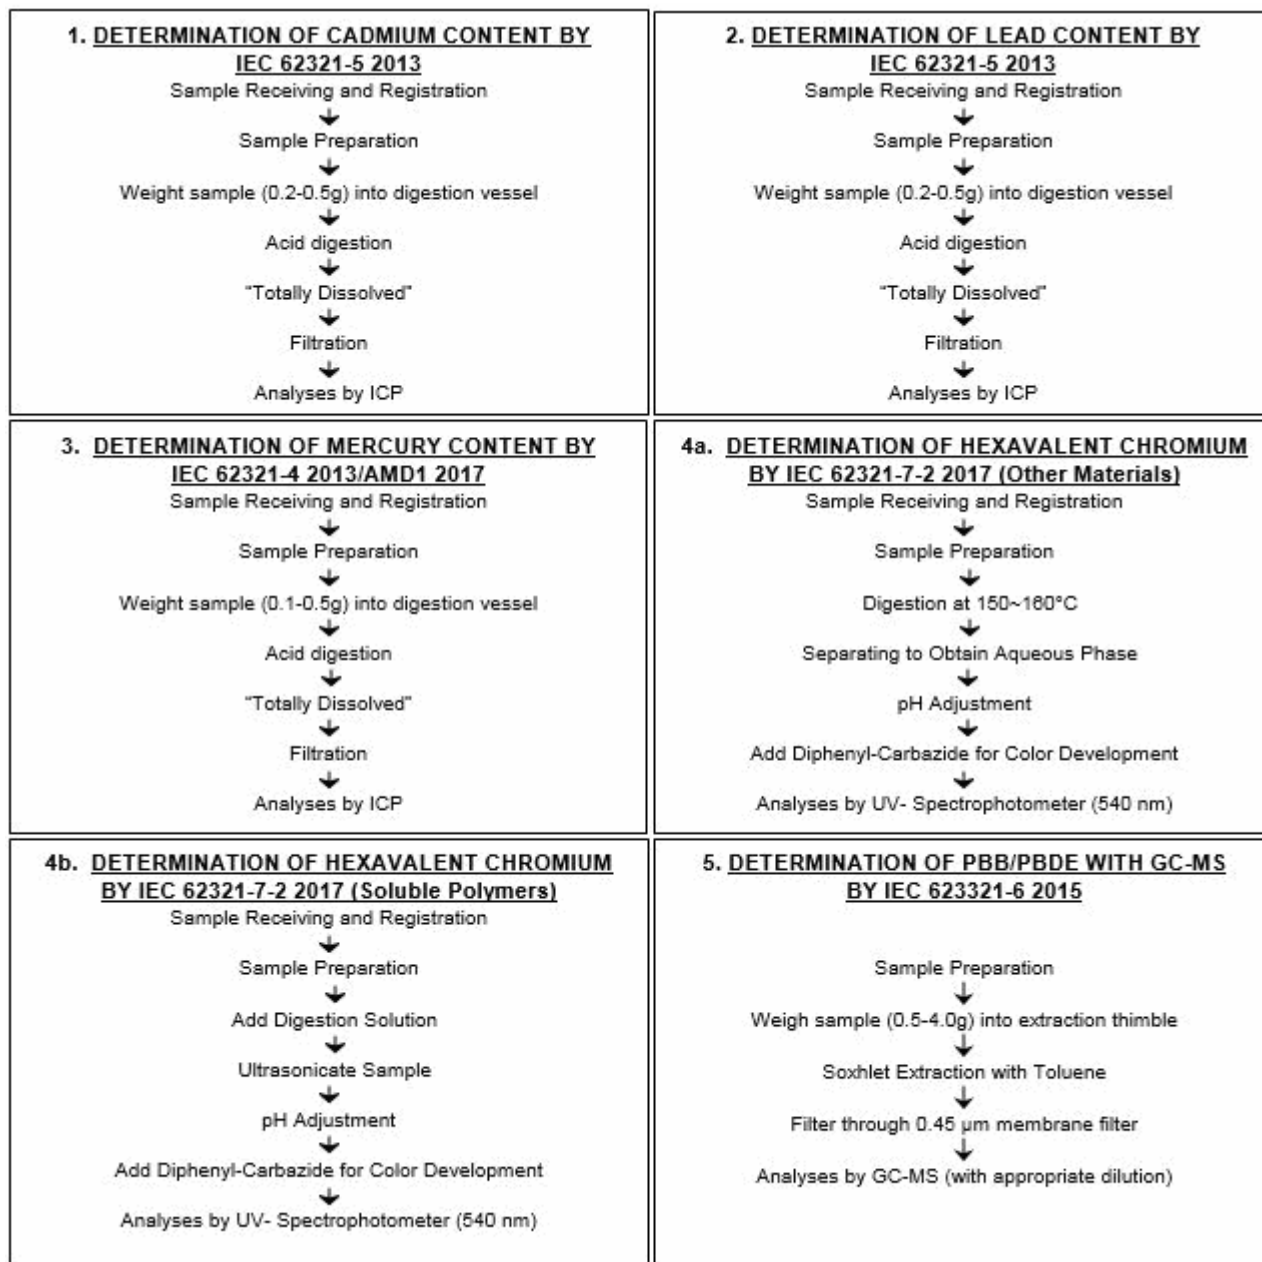 1. DETERMINATION OF CADMIUM CONTENT BY
IEC 62321-5 2013
Sample Receiving and Registration
Sample Preparation
Weight sample (0.2-0.5g) into digestion vessel
Acid digestion
"Totally Dissolved"
Filtration
Analyses by ICP
2. DETERMINATION OF LEAD CONTENT BY
IEC 62321-5 2013
Sample Receiving and Registration
Sample Preparation
Weight sample (0.2-0.5g) into digestion vessel
Acid digestion
"Totally Dissolved"
Filtration
Analyses by ICP
3. DETERMINATION OF MERCURY CONTENT BY
IEC 62321-4 2013/AMD1 2017
Sample Receiving and Registration
Sample Preparation
Weight sample (0.1-0.5g) into digestion vessel
Acid digestion
"Totally Dissolved"
Filtration
Analyses by ICP
4a. DETERMINATION OF HEXAVALENT CHROMIUM
BY IEC 62321-7-2 2017 (Other Materials)
Sample Receiving and Registration
Sample Preparation
Digestion at 150~160°C
Separating to Obtain Aqueous Phase
pH Adjustment
Add Diphenyl-Carbazide for Color Development
Analyses by UV- Spectrophotometer (540 nm)
4b. DETERMINATION OF HEXAVALENT CHROMIUM
BY IEC 62321-7-2 2017 (Soluble Polymers)
Sample Receiving and Registration
Sample Preparation
Add Digestion Solution
Ultrasonicate Sample
pH Adjustment
Add Diphenyl-Carbazide for Color Development
Analyses by UV- Spectrophotometer (540 nm)
5. DETERMINATION OF PBB/PBDE WITH GC-MS
BY IEC 623321-6 2015
Sample Preparation
Weigh sample (0.5-4.0g) into extraction thimble
Soxhlet Extraction with Toluene
Filter through 0.45 µm membrane filter
Analyses by GC-MS (with appropriate dilution)